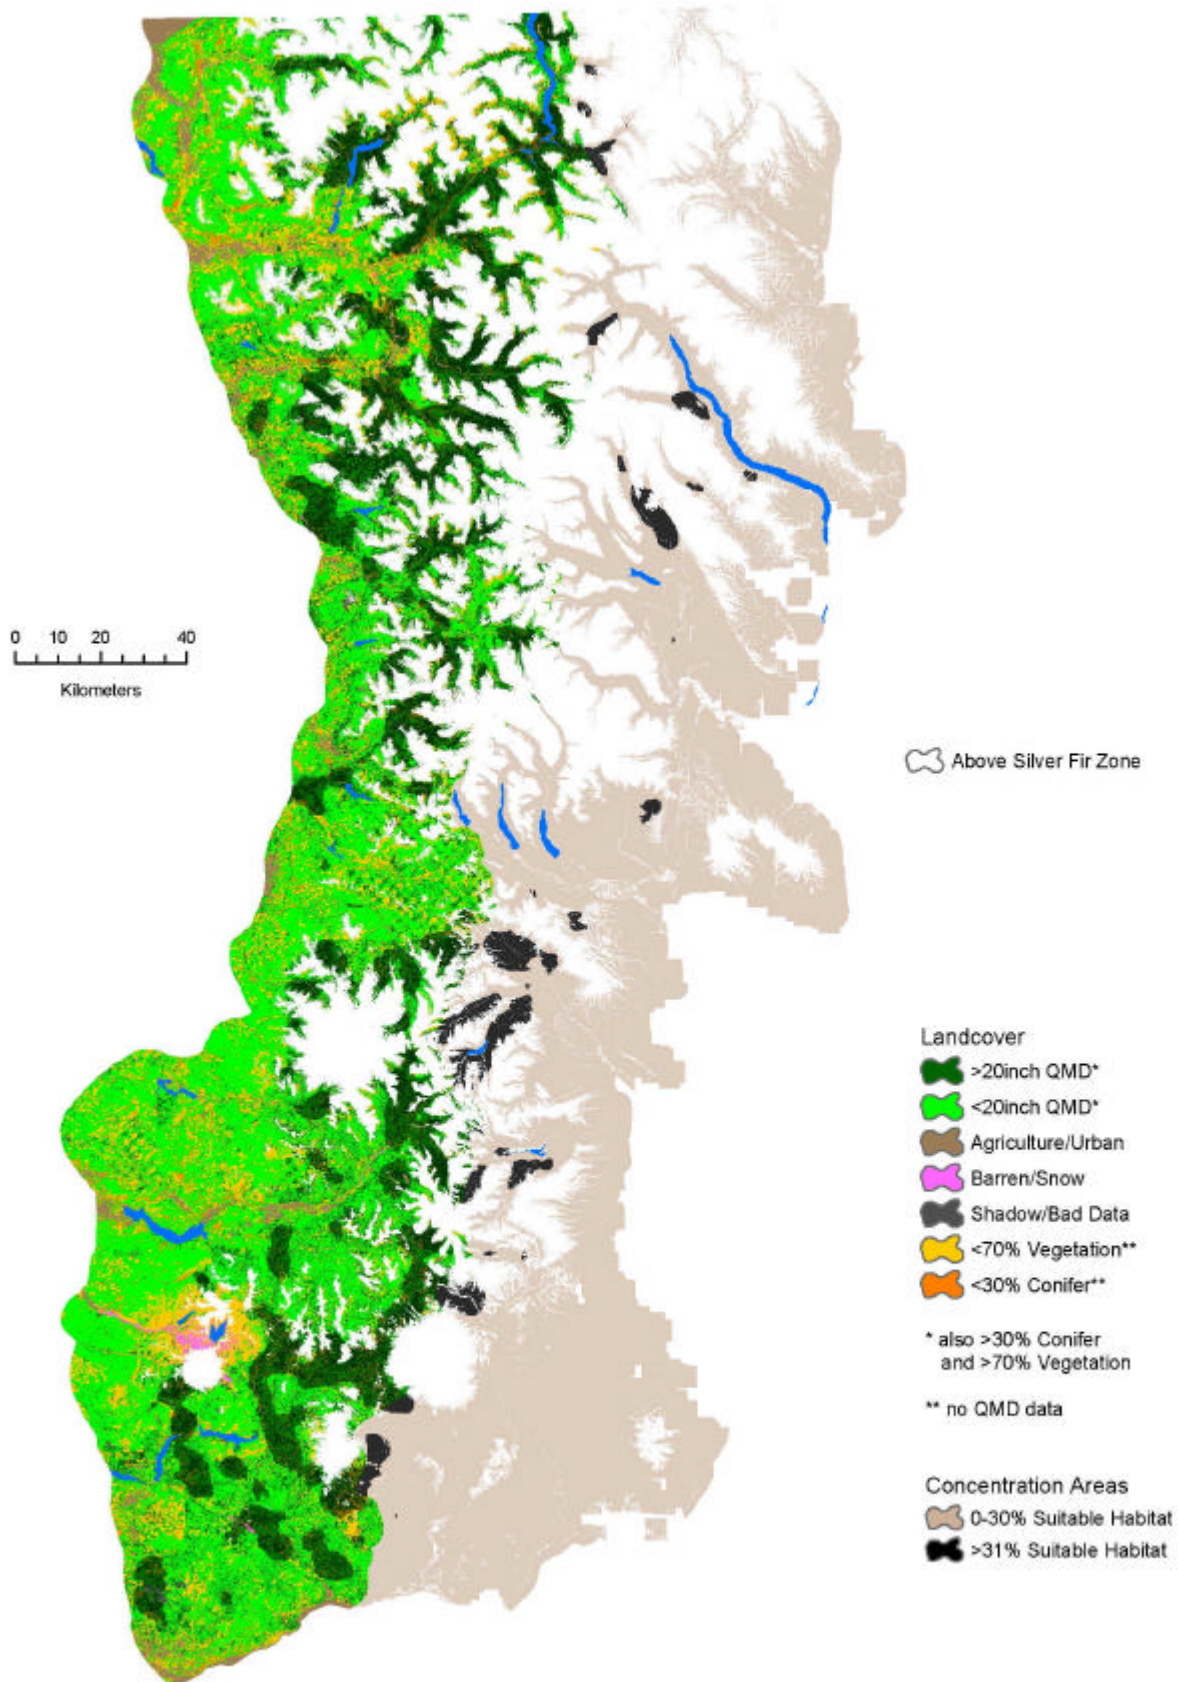 0 10 20 40
Kilometers
Above Silver Fir Zone
Landcover
>20inch QMD*
<20inch QMD*
Agriculture/Urban
Barren/Snow
Shadow/Bad Data
<70% Vegetation**
<30% Conifer**
* also >30% Conifer
and >70% Vegetation
** no QMD data
Concentration Areas
0-30% Suitable Habitat
>31% Suitable Habitat